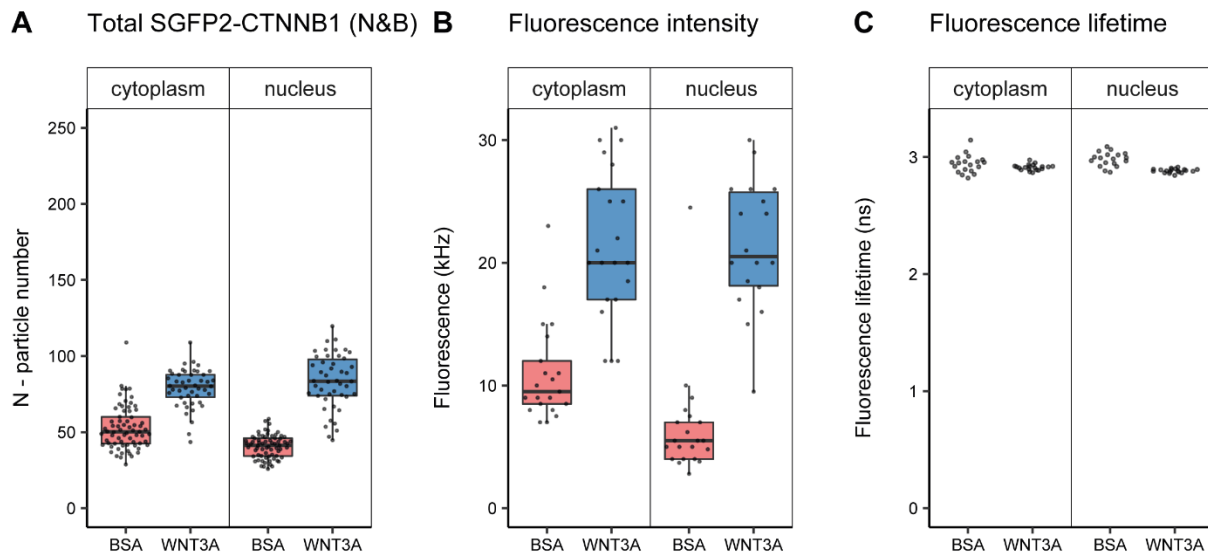 A Total SGFP2-CTNNB1 (N&B)
cytoplasm nucleus
N - particle number
250
200
150
100
50
0
BSA WNT3A BSA WNT3A
B Fluorescence intensity
cytoplasm nucleus
Fluorescence (kHz)
30
20
10
0
BSA WNT3A BSA WNT3A
C Fluorescence lifetime
cytoplasm nucleus
Fluorescence lifetime (ns)
3
2
1
0
BSA WNT3A BSA WNT3A